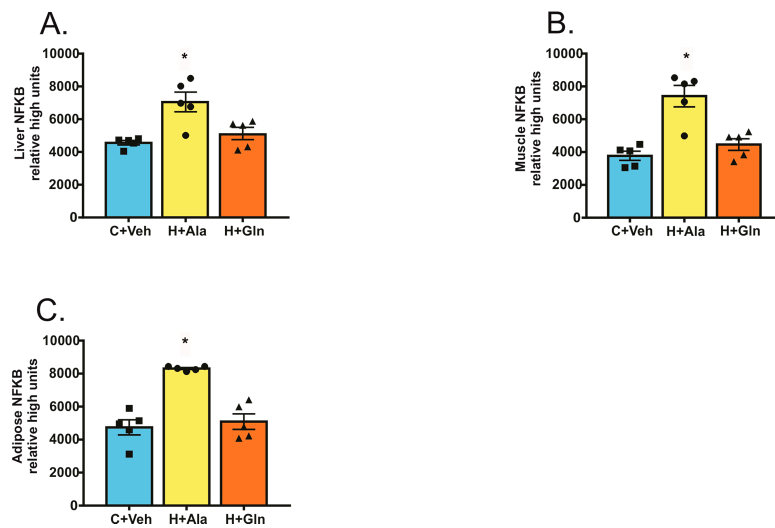 A.
10000
8000
6000
4000
2000
0
Liver NFKB
relative high units
*
C+Veh H+Ala H+Gln
B.
10000
8000
6000
4000
2000
0
Muscle NFKB
relative high units
*
C+Veh H+Ala H+Gln
C.
10000
8000
6000
4000
2000
0
Adipose NFKB
relative high units
*
C+Veh H+Ala H+Gln